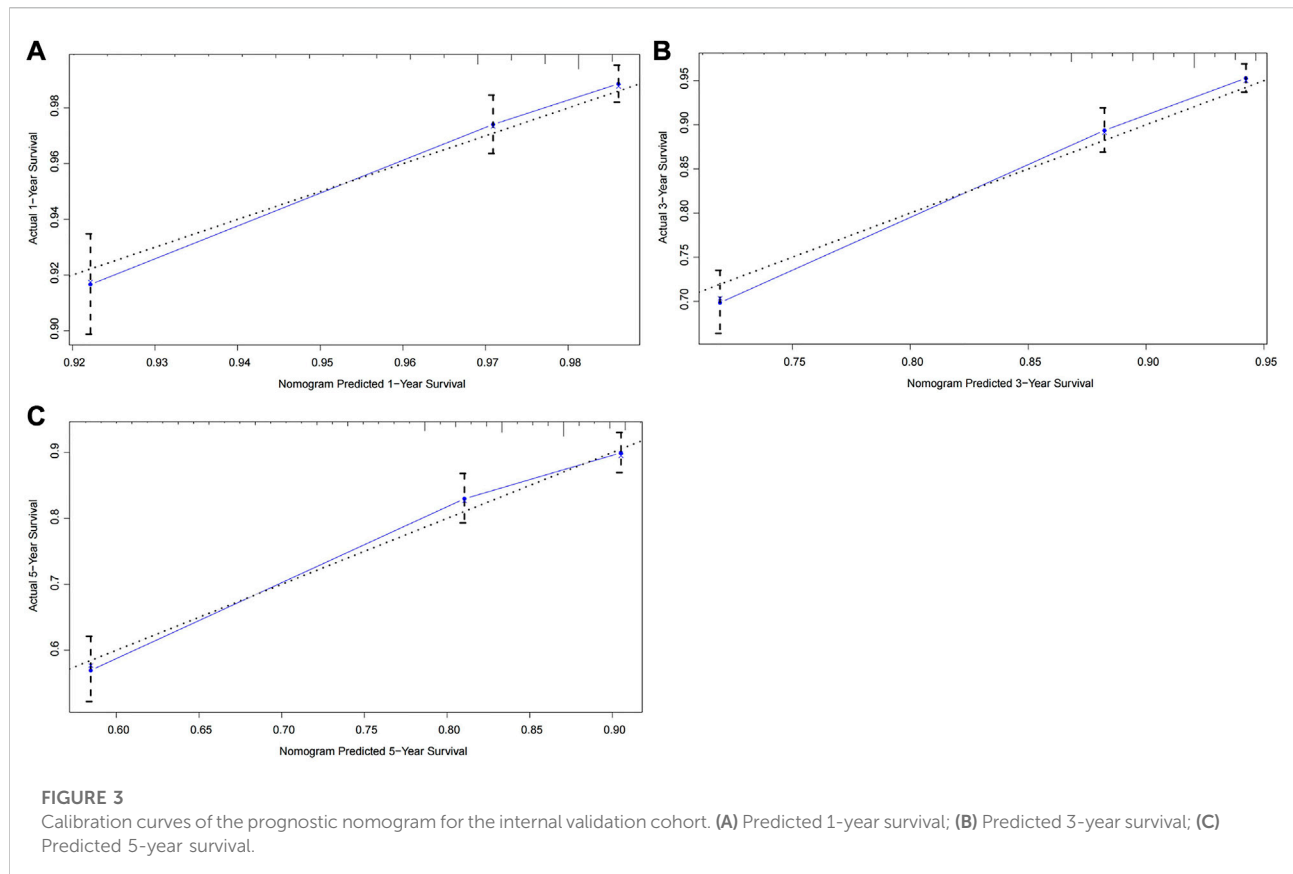 A
Actual 1-Year Survival
0.98
0.96
0.94
0.92
0.90
0.92 0.93 0.94 0.95 0.96 0.97 0.98
Nomogram Predicted 1-Year Survival
B
Actual 3-Year Survival
0.95
0.90
0.85
0.80
0.70
0.75 0.80 0.85 0.90 0.95
Nomogram Predicted 3-Year Survival
C
Actual 5-Year Survival
0.9
0.8
0.7
0.6
0.60 0.65 0.70 0.75 0.80 0.85 0.90
Nomogram Predicted 5-Year Survival
FIGURE 3
Calibration curves of the prognostic nomogram for the internal validation cohort. (A) Predicted 1-year survival; (B) Predicted 3-year survival; (C)
Predicted 5-year survival.